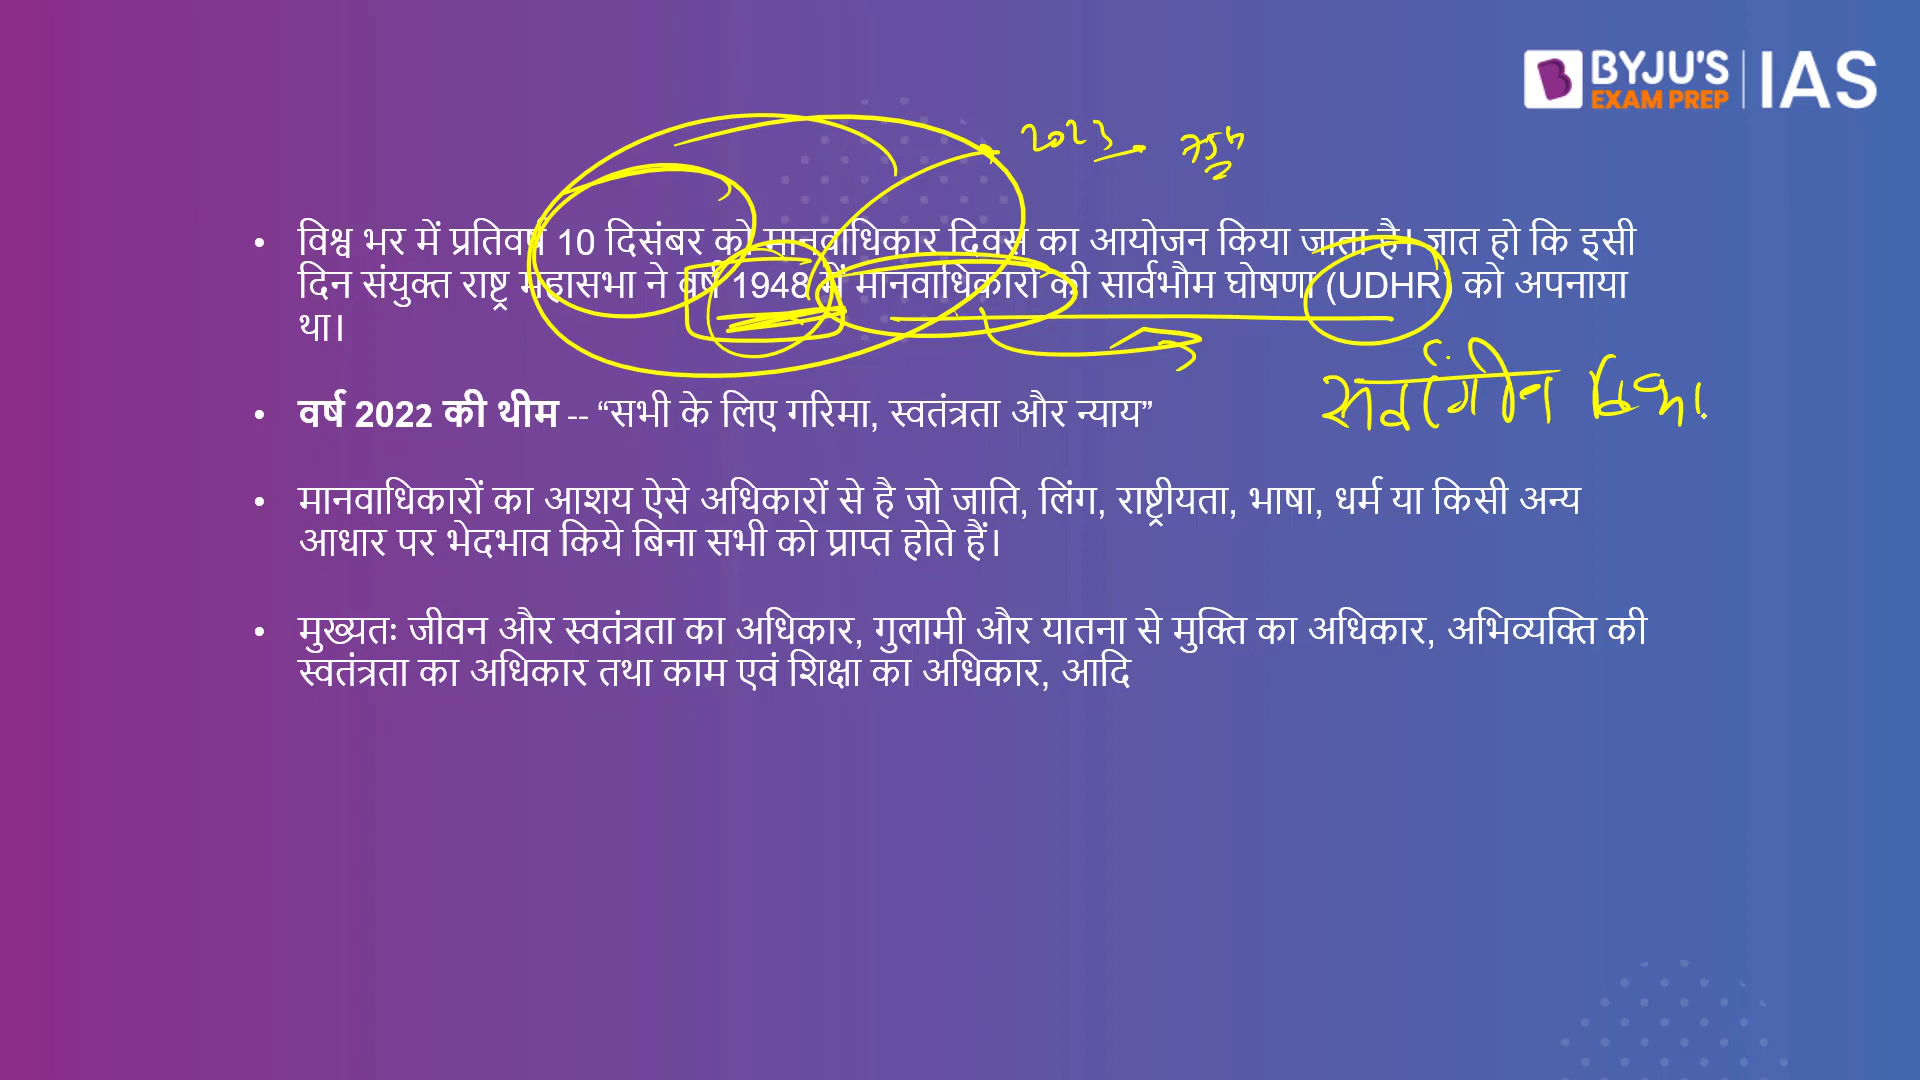 BYJU'S IAS
EXAM PREP
2023
विश्व भर में प्रतिवर्ष 10 दिसंबर को मानवाधिकार दिवस का आयोजन किया जाता है। ज्ञात हो कि इसी
दिन संयुक्त राष्ट्र महासभा ने वर्ष 1948 में मानवाधिकारों की सार्वभौम घोषणा (UDHR) को अपनाया
था।
सर्वांगीन
वर्ष 2022 की थीम -- “सभी के लिए गरिमा, स्वतंत्रता और न्याय”
मानवाधिकारों का आशय ऐसे अधिकारों से है जो जाति, लिंग, राष्ट्रीयता, भाषा, धर्म या किसी अन्य
आधार पर भेदभाव किये बिना सभी को प्राप्त होते हैं।
मुख्यतः जीवन और स्वतंत्रता का अधिकार, गुलामी और यातना से मुक्ति का अधिकार, अभिव्यक्ति की
स्वतंत्रता का अधिकार तथा काम एवं शिक्षा का अधिकार, आदि